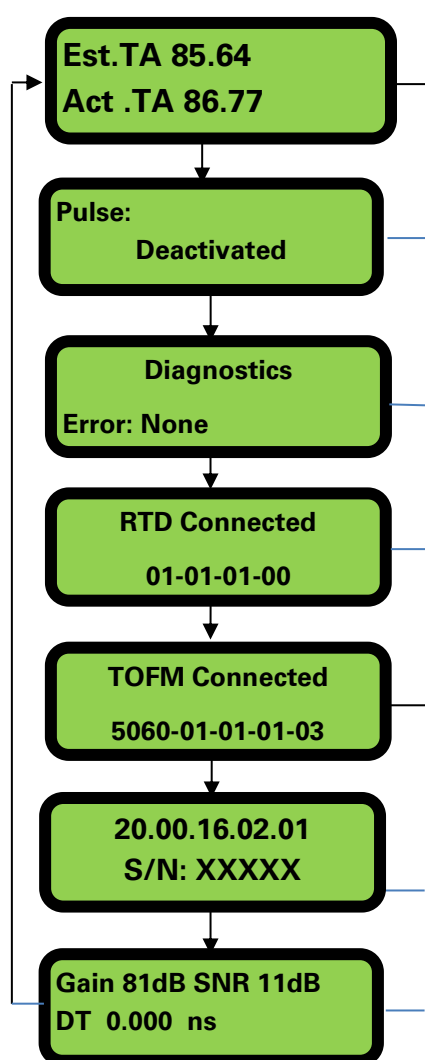 Est.TA 85.64
Act .TA 86.77
Pulse:
Deactivated
Diagnostics
Error: None
RTD Connected
01-01-01-00
TOFM Connected
5060-01-01-01-03
20.00.16.02.01
S/N: XXXXX
Gain 81dB SNR 11dB
DT 0.000 ns